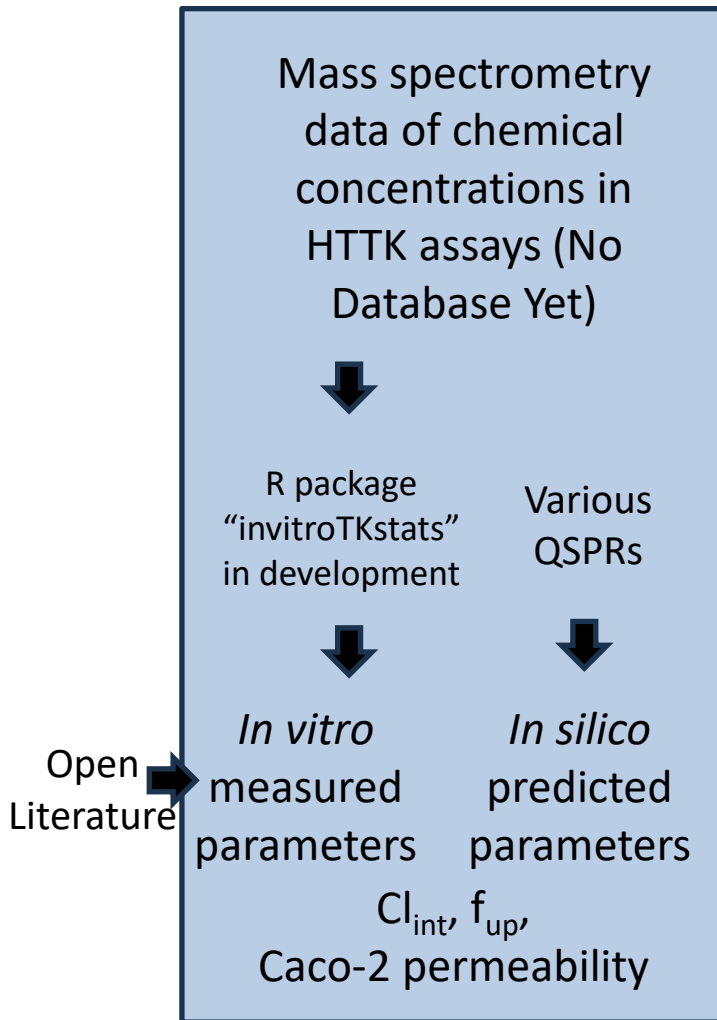 Mass spectrometry
data of chemical
concentrations in
HTTK assays (No
Database Yet)
R package
“invitroTKstats”
in development
Various
QSPRs
Open
Literature
In vitro
measured
parameters
In silico
predicted
parameters
Clint, fup,
Caco-2 permeability